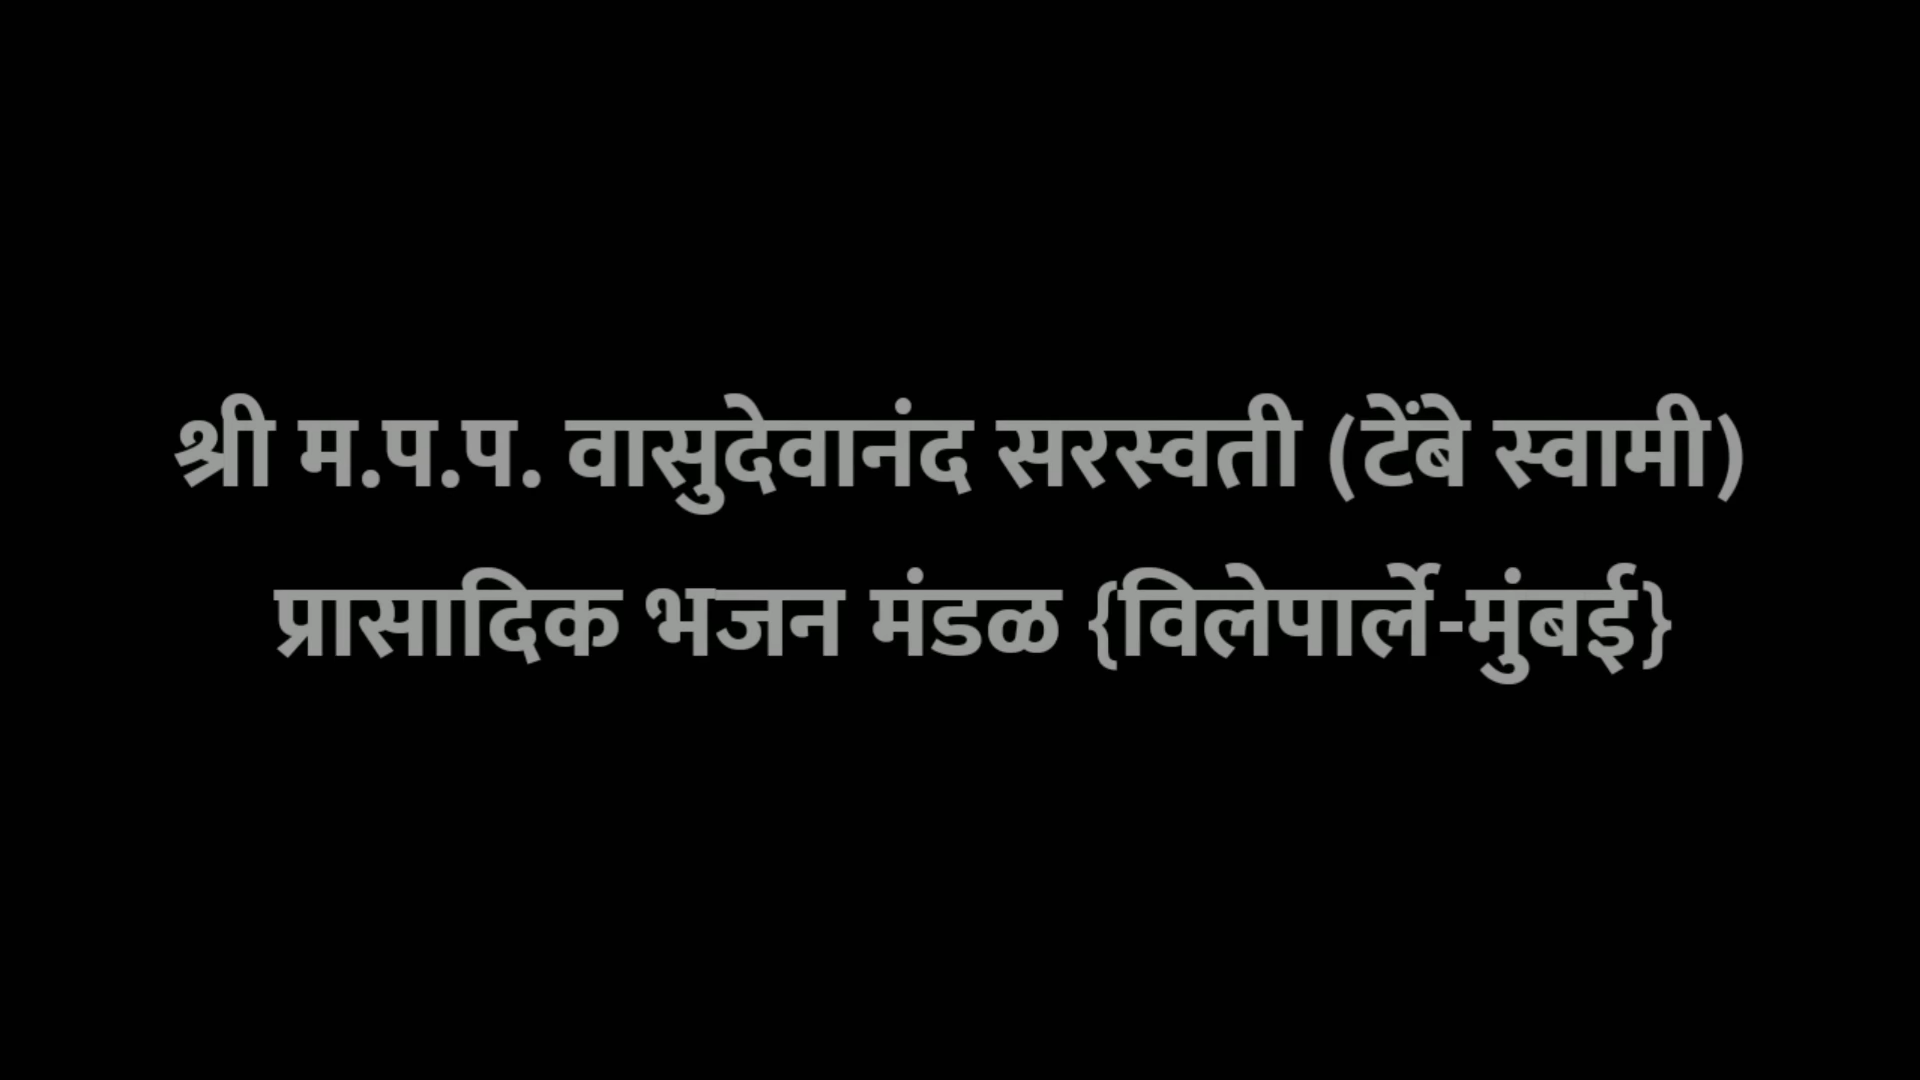 श्री म.प.प. वासुदेवानंद सरस्वती (टेंबे स्वामी)
प्रासादिक भजन मंडळ {विलेपार्ले-मुंबई}